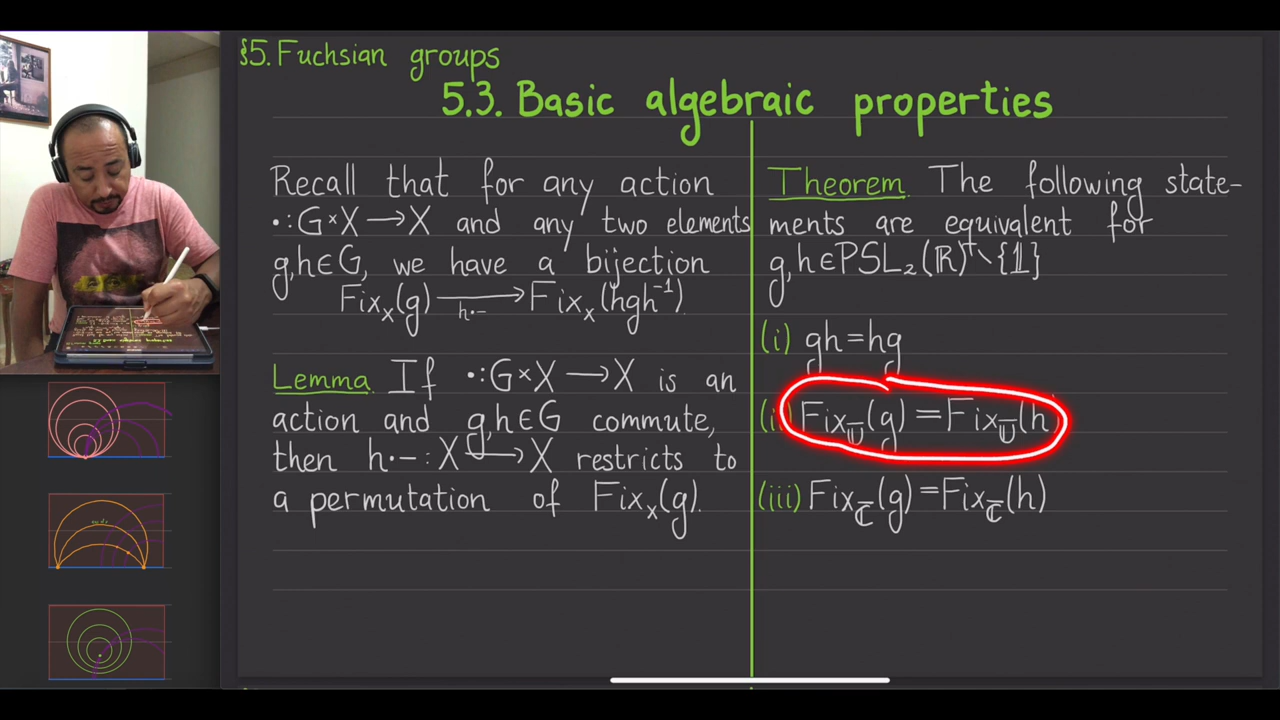 §5. Fuchsian groups
5.3. Basic algebraic properties
Recall that for any action
•:G×X→X and any two elements
g,h∈G, we have a bijection
Fixₓ(g) →(h·−) Fixₓ(hgh⁻¹).
Lemma. If •:G×X→X is an
action and g,h∈G commute,
then h·−:X→X restricts to
a permutation of Fixₓ(g).
Theorem. The following state-
ments are equivalent for
g,h∈PSL₂(ℝ)∖{𝟙}
(i) gh=hg
(ii) Fix_𝕌̅(g)=Fix_𝕌̅(h)
(iii) Fix_ℂ̅(g)=Fix_ℂ̅(h)